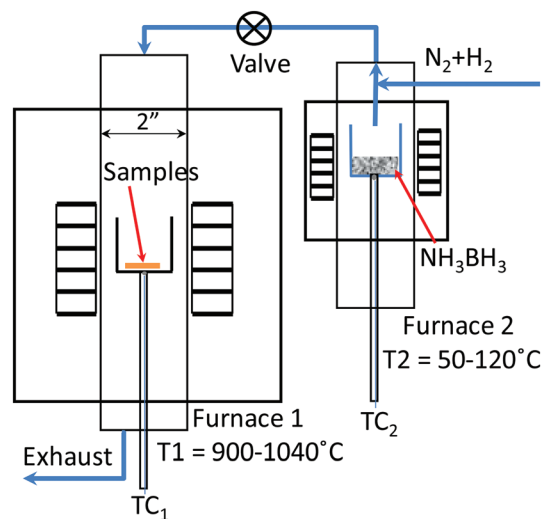 Valve
N₂+H₂
2”
Samples
NH₃BH₃
Furnace 2
T2 = 50-120˚C
Furnace 1
TC₂
Exhaust
T1 = 900-1040˚C
TC₁